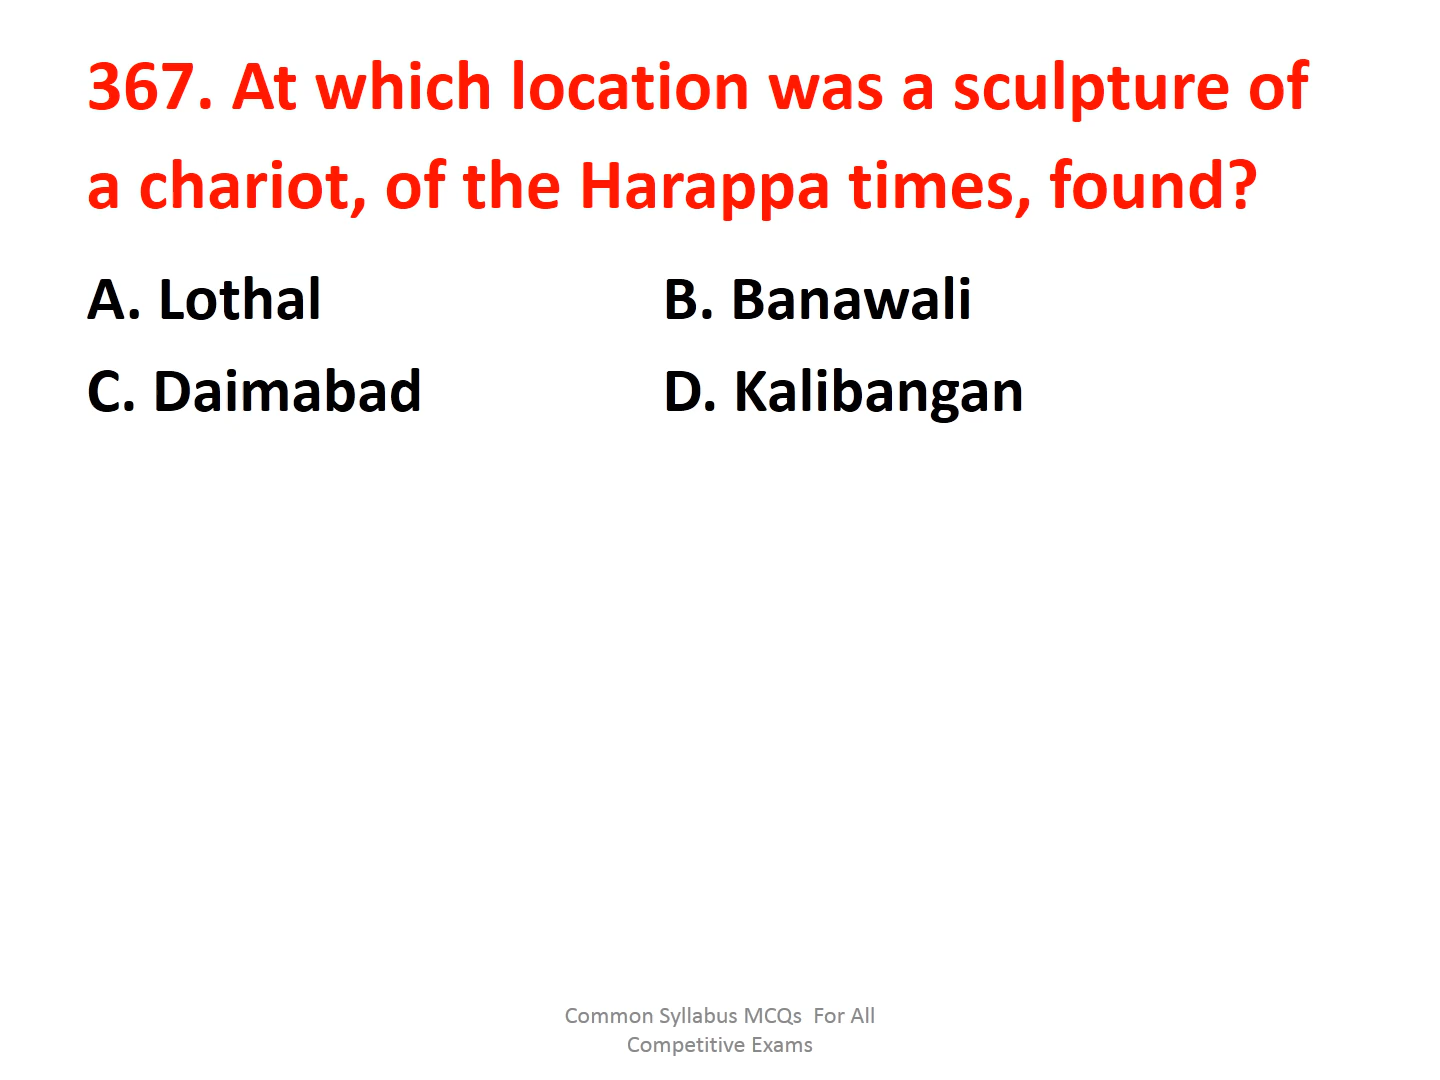 367. At which location was a sculpture of
a chariot, of the Harappa times, found?
A. Lothal B. Banawali
C. Daimabad D. Kalibangan
Common Syllabus MCQs For All
Competitive Exams